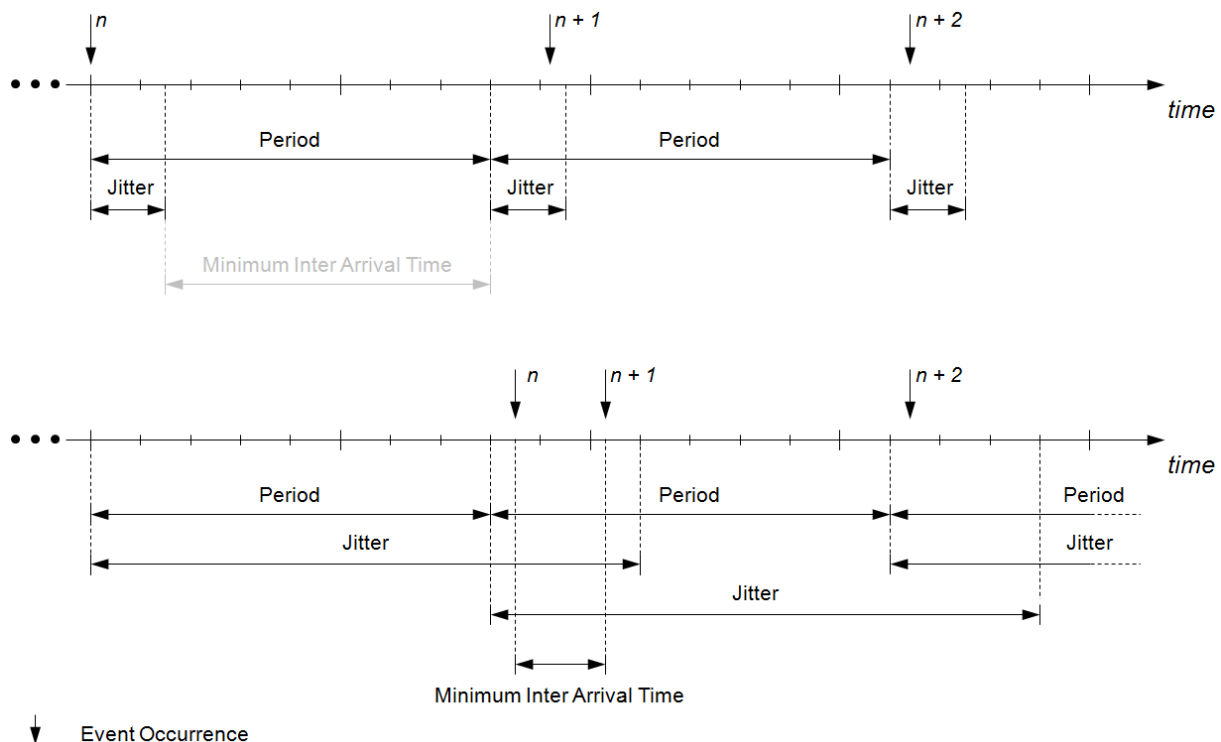 n
n + 1
n + 2
time
Period
Period
Jitter
Jitter
Jitter
Minimum Inter Arrival Time
n
n + 1
n + 2
time
Period
Period
Period
Jitter
Jitter
Jitter
Minimum Inter Arrival Time
Event Occurrence